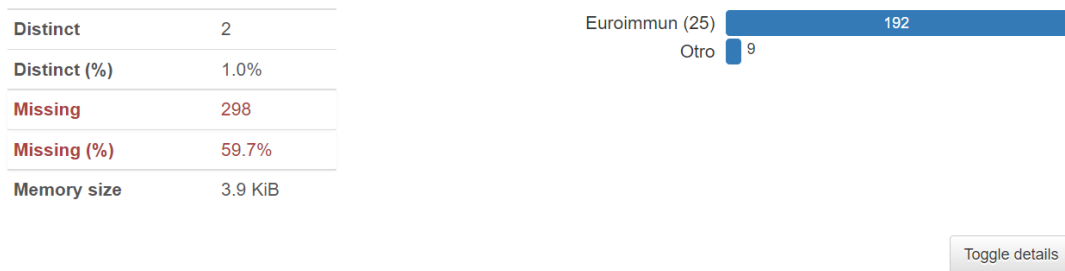 Distinct 2
Distinct (%) 1.0%
Missing 298
Missing (%) 59.7%
Memory size 3.9 KiB
Euroimmun (25) 192
Otro 9
Toggle details